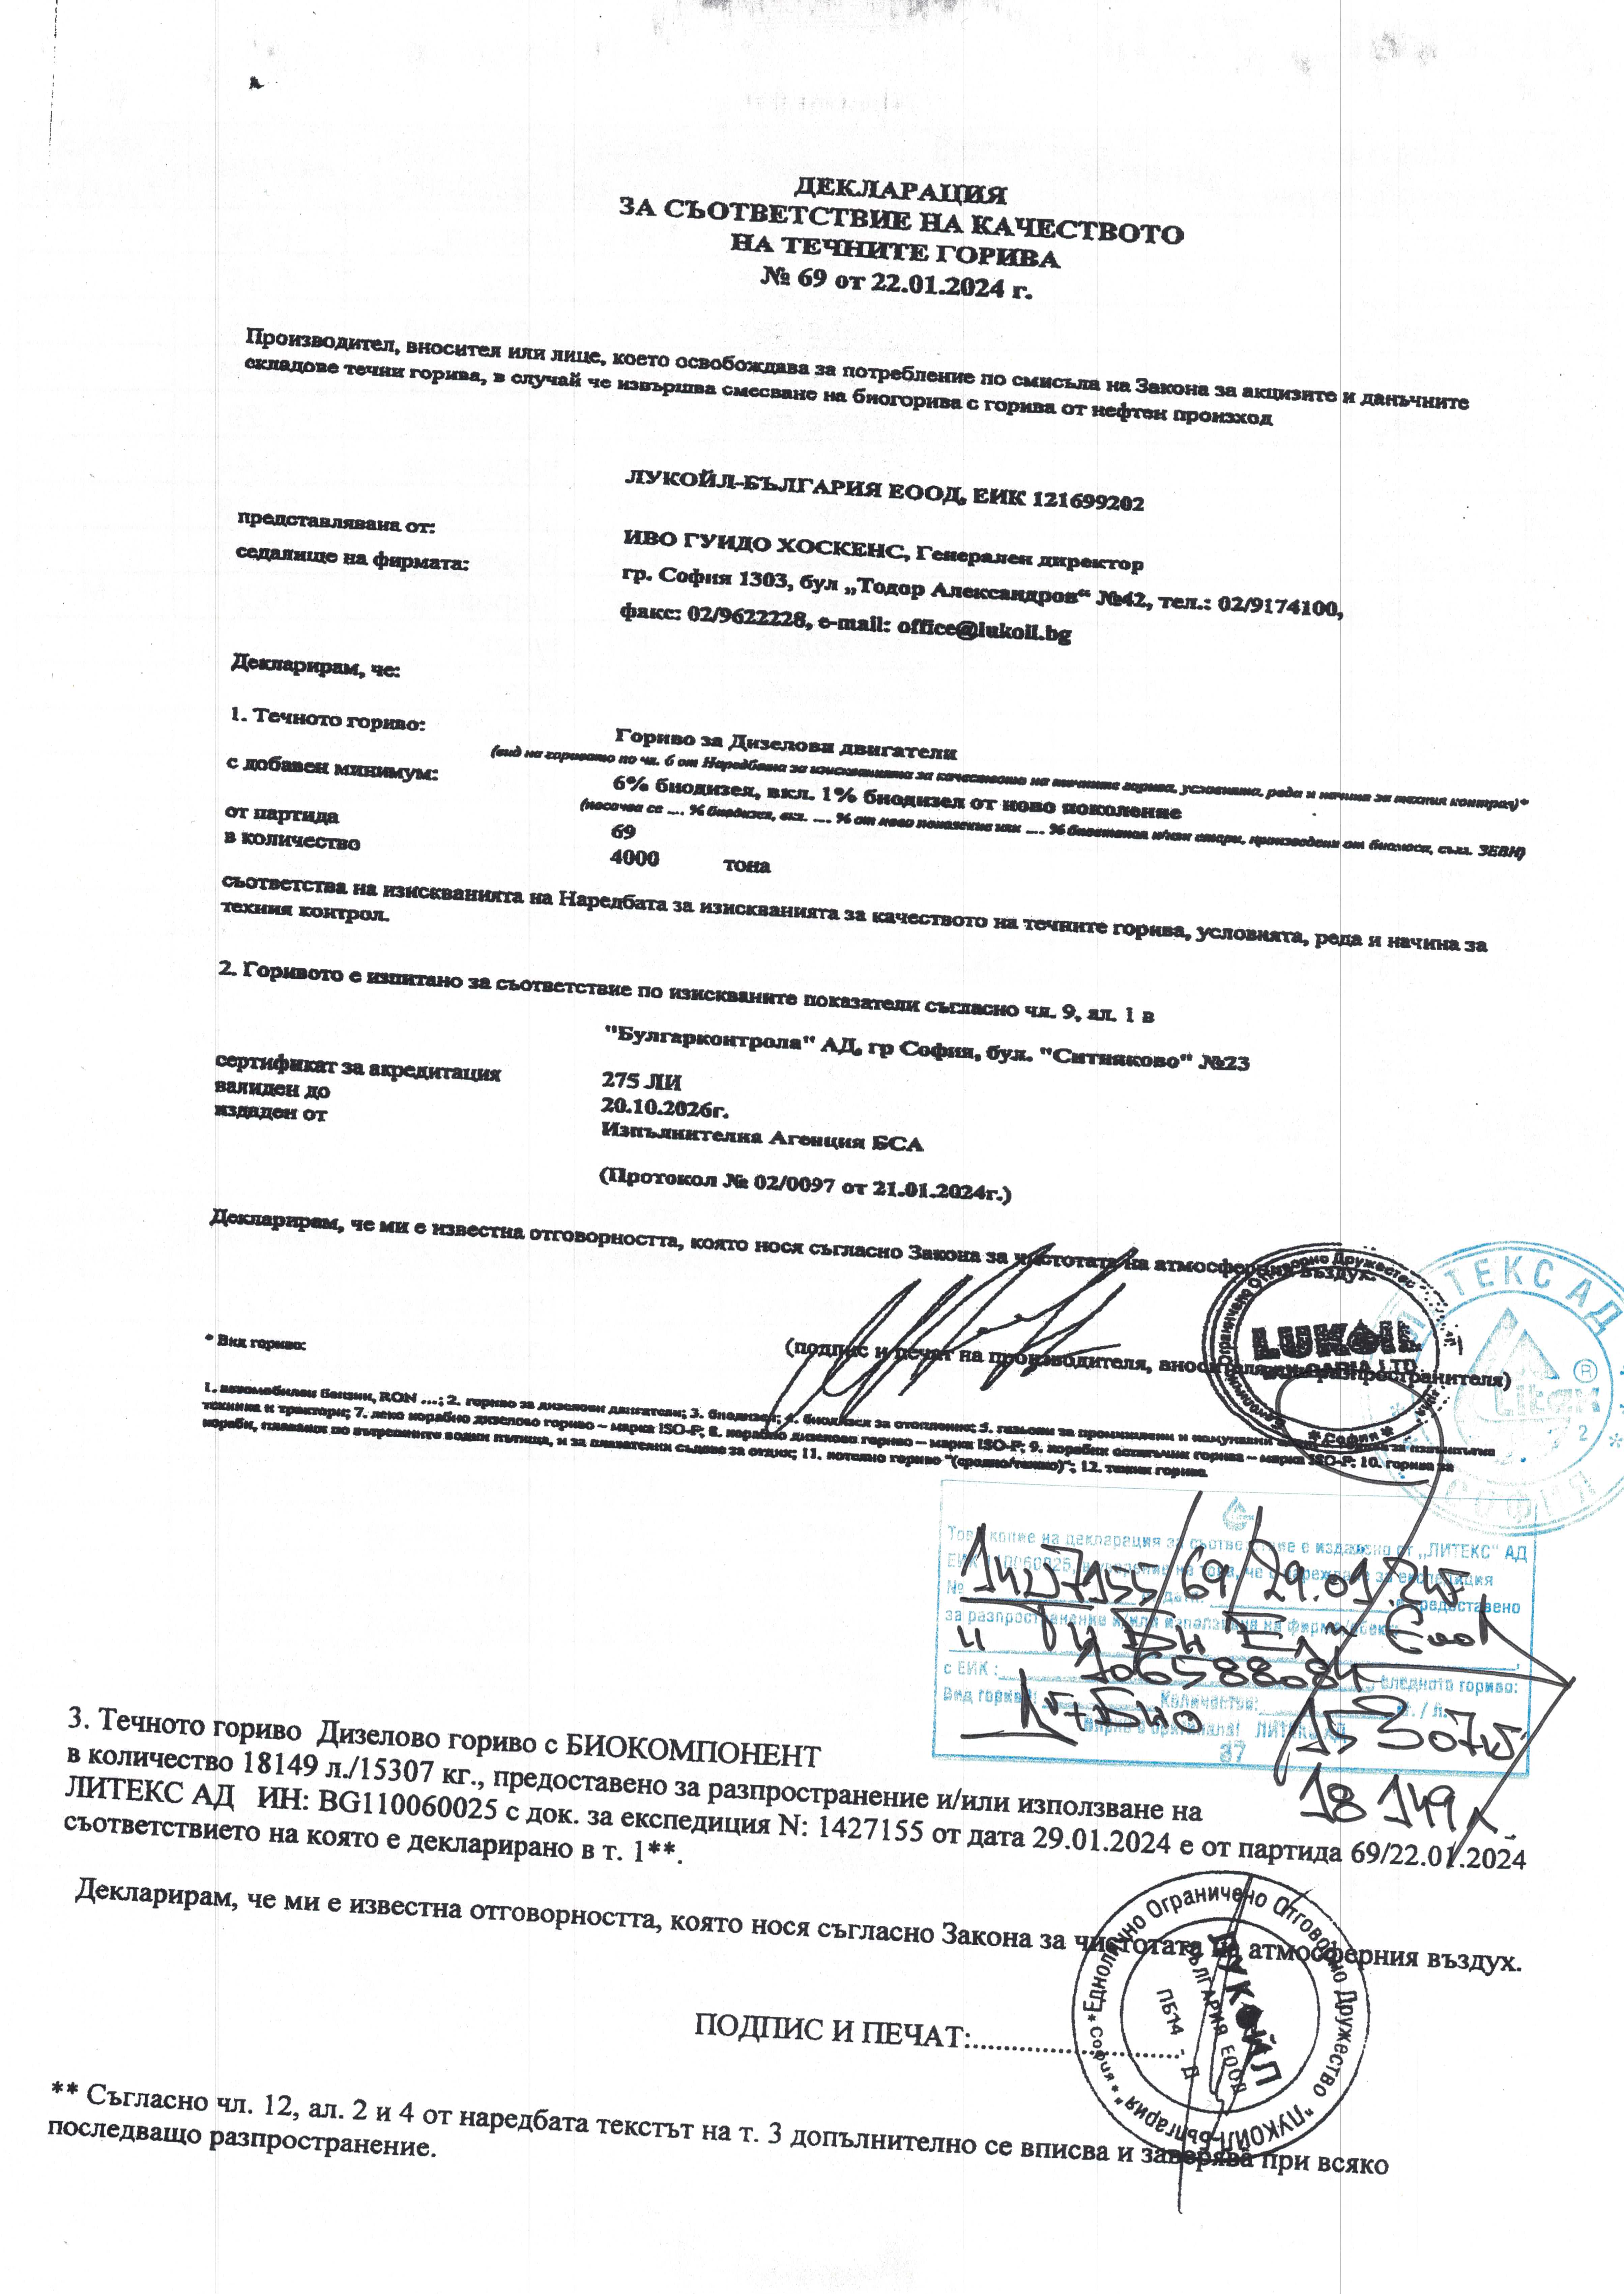 ДЕКЛАРАЦИЯ
ЗА СЪОТВЕТСТВИЕ НА КАЧЕСТВОТО
НА ТЕЧНИТЕ ГОРИВА
№ 69 от 22.01.2024 г.
Производител, вносител или лице, което освобождава за потребление по смисъла на Закона за акцизите и данъчните
складове течни горива, в случай че извършва смесване на биогорива с горива от нефтен произход
ЛУКОЙЛ-БЪЛГАРИЯ ЕООД, ЕИК 121699202
представлявана от:
ИВО ГУИДО ХОСКЕНС, Генерален директор
седалище на фирмата:
гр. София 1303, бул „Тодор Александров“ №42, тел.: 02/9174100,
факс: 02/9622228, e-mail: office@lukoil.bg
Декларирам, че:
1. Течното гориво:
Гориво за Дизелови двигатели
(вид на горивото по чл. 6 от Наредбата за изискванията за качеството на течните горива, условията, реда и начина за техния контрол)*
с добавен минимум:
6% биодизел, вкл. 1% биодизел от ново поколение
(посочва се .... % биодизел, вкл. .... % от ново поколение или .... % биоетанол и/или етери, произведени от биомаса, съгл. ЗЕВИ)
от партида
69
в количество
4000 тона
съответства на изискванията на Наредбата за изискванията за качеството на течните горива, условията, реда и начина за
техния контрол.
2. Горивото е изпитано за съответствие по изискваните показатели съгласно чл. 9, ал. 1 в
"Булгарконтрола" АД, гр София, бул. "Ситняково" №23
сертификат за акредитация
275 ЛИ
валиден до
20.10.2026г.
издаден от
Изпълнителна Агенция БСА
(Протокол № 02/0097 от 21.01.2024г.)
Декларирам, че ми е известна отговорността, която нося съгласно Закона за чистотата на атмосферния въздух.
(подпис и печат на производителя, вносителя или разпространителя)
* Вид гориво:
1. автомобилен бензин, RON ...; 2. гориво за дизелови двигатели; 3. биодизел; 4. биодизел за отопление; 5. газьоли за промишлени и комунални цели; за извънпътна
техника и трактори; 7. леко корабно дизелово гориво – марка ISO-F; 8. корабно дизелово гориво – марка ISO-F; 9. корабни остатъчни горива – марка ISO-F; 10. горива за
кораби, плаващи по вътрешните водни пътища, и за плавателни съдове за отдих; 11. котелно гориво "(средно/тежко)"; 12. тежки горива
LUKOIL
София
ЛИТЕКС АД
Litex
®
2
СОФИЯ
Това копие на декларация за съответствие е издадено от „ЛИТЕКС“ АД
ЕИК 110060025, в уверение на това, че с нареждане за експедиция
№ 1427155/69/29.01.24г
предоставено
за разпространение и/или използване на фирма/обект:
Ти Би Ел Еоод
с ЕИК : 106588084 следното гориво:
Вид гориво: Количество: кг. / л.
15307
Вярно с оригинала! ЛИТЕКС АД
37
18 149 л.
3. Течното гориво Дизелово гориво с БИОКОМПОНЕНТ
в количество 18149 л./15307 кг., предоставено за разпространение и/или използване на
ЛИТЕКС АД ИН: BG110060025 с док. за експедиция N: 1427155 от дата 29.01.2024 е от партида 69/22.01.2024
съответствието на която е декларирано в т. 1**.
Декларирам, че ми е известна отговорността, която нося съгласно Закона за чистотата на атмосферния въздух.
ПОДПИС И ПЕЧАТ:............................
Еднолично Ограничено Отговорно Дружество "ЛУКОЙЛ-България" * София *
ЛУКОЙЛ
БЪЛГАРИЯ ЕООД
ПБ14 - Д
** Съгласно чл. 12, ал. 2 и 4 от наредбата текстът на т. 3 допълнително се вписва и заверява при всяко
последващо разпространение.